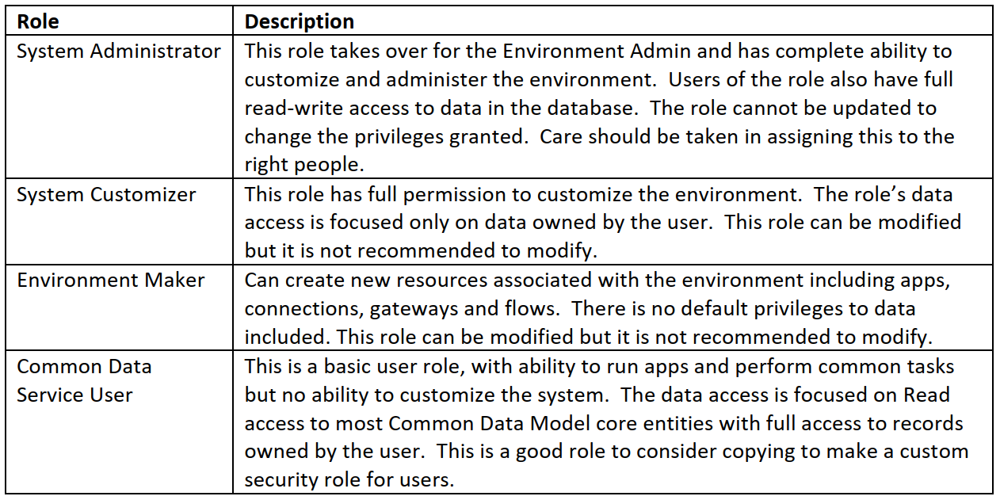 Role
Description
System Administrator
This role takes over for the Environment Admin and has complete ability to
customize and administer the environment.  Users of the role also have full
read-write access to data in the database.  The role cannot be updated to
change the privileges granted.  Care should be taken in assigning this to the
right people.
System Customizer
This role has full permission to customize the environment.  The role’s data
access is focused only on data owned by the user.  This role can be modified
but it is not recommended to modify.
Environment Maker
Can create new resources associated with the environment including apps,
connections, gateways and flows.  There is no default privileges to data
included. This role can be modified but it is not recommended to modify.
Common Data
Service User
This is a basic user role, with ability to run apps and perform common tasks
but no ability to customize the system.  The data access is focused on Read
access to most Common Data Model core entities with full access to records
owned by the user.  This is a good role to consider copying to make a custom
security role for users.